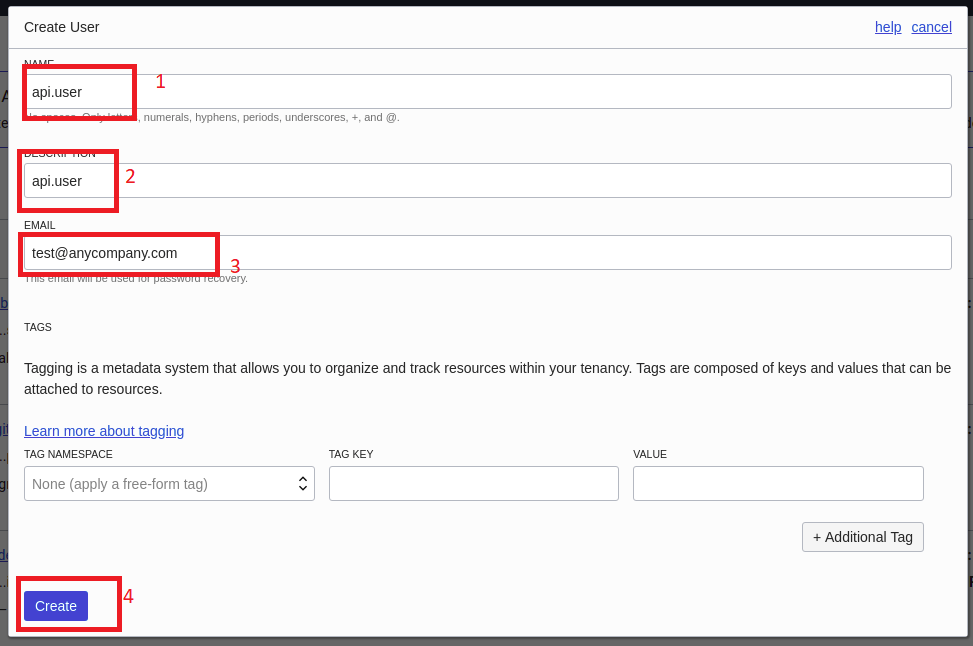 Create User
help cancel
NAME
api.user
1
No spaces. Only letters, numerals, hyphens, periods, underscores, +, and @.
DESCRIPTION
api.user
2
EMAIL
test@anycompany.com
3
This email will be used for password recovery.
TAGS
Tagging is a metadata system that allows you to organize and track resources within your tenancy. Tags are composed of keys and values that can be
attached to resources.
Learn more about tagging
TAG NAMESPACE TAG KEY VALUE
None (apply a free-form tag)
+ Additional Tag
Create
4